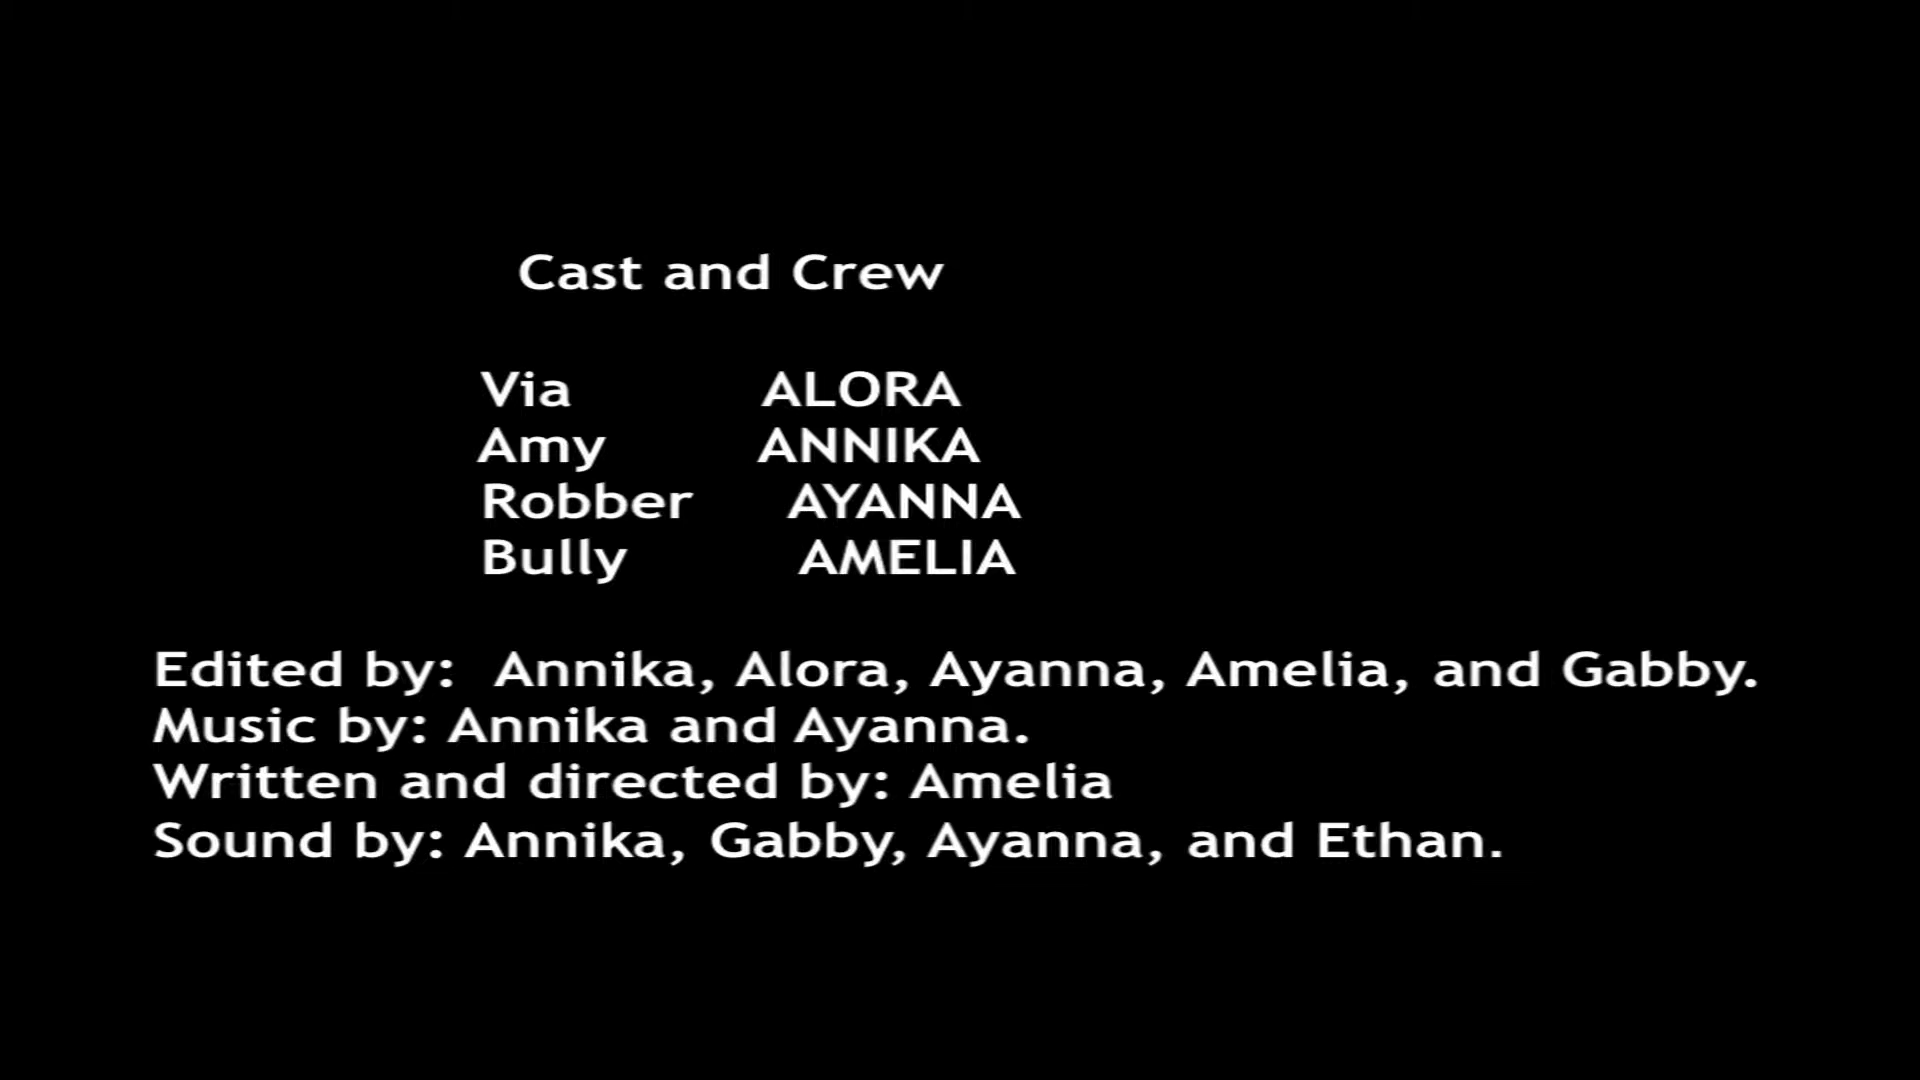 Cast and Crew
Via ALORA
Amy ANNIKA
Robber AYANNA
Bully AMELIA
Edited by: Annika, Alora, Ayanna, Amelia, and Gabby.
Music by: Annika and Ayanna.
Written and directed by: Amelia
Sound by: Annika, Gabby, Ayanna, and Ethan.